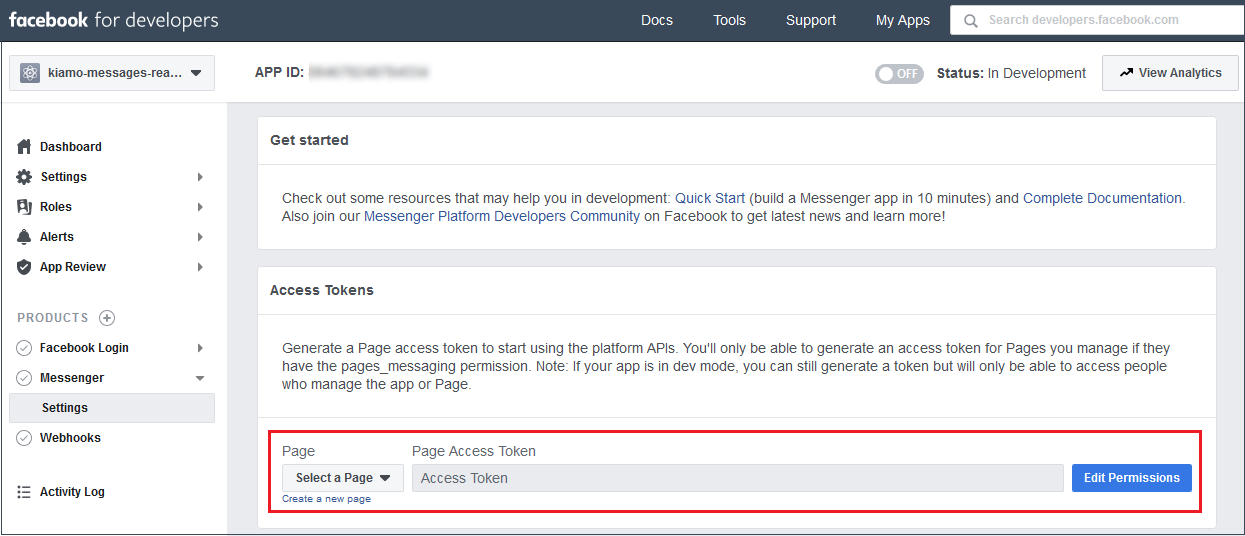 facebook for developers
Docs
Tools
Support
My Apps
Search developers.facebook.com
kiamo-messages-rea...
APP ID:
OFF
Status: In Development
View Analytics
Dashboard
Settings
Roles
Alerts
App Review
PRODUCTS
Facebook Login
Messenger
Settings
Webhooks
Activity Log
Get started
Check out some resources that may help you in development: Quick Start (build a Messenger app in 10 minutes) and Complete Documentation.
Also join our Messenger Platform Developers Community on Facebook to get latest news and learn more!
Access Tokens
Generate a Page access token to start using the platform APIs. You'll only be able to generate an access token for Pages you manage if they
have the pages_messaging permission. Note: If your app is in dev mode, you can still generate a token but will only be able to access people
who manage the app or Page.
Page
Page Access Token
Select a Page
Access Token
Edit Permissions
Create a new page